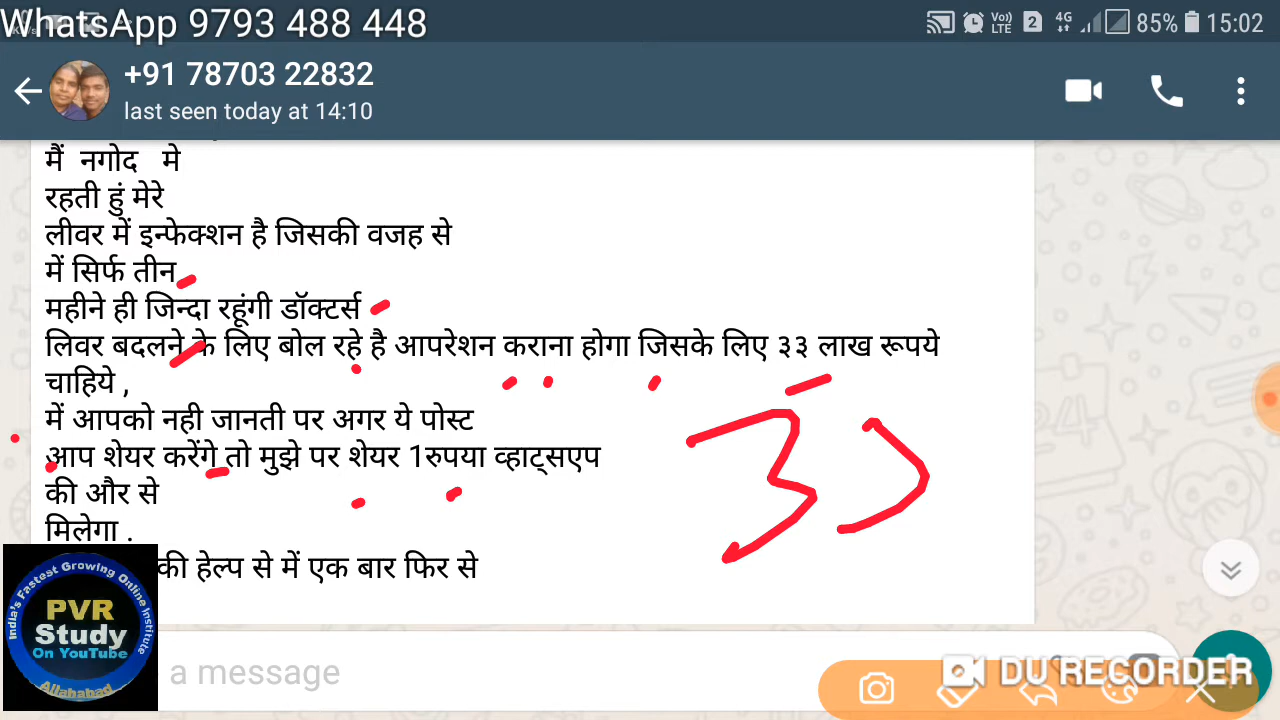 WhatsApp 9793 488 448
85% 15:02
+91 78703 22832
last seen today at 14:10
मैं नगोद मे
रहती हुं मेरे
लीवर में इन्फेक्शन है जिसकी वजह से
में सिर्फ तीन
महीने ही जिन्दा रहूंगी डॉक्टर्स
लिवर बदलने के लिए बोल रहे है आपरेशन कराना होगा जिसके लिए ३३ लाख रूपये
चाहिये ,
में आपको नही जानती पर अगर ये पोस्ट
आप शेयर करेंगे तो मुझे पर शेयर 1रुपया व्हाट्सएप
की और से
मिलेगा .
की हेल्प से में एक बार फिर से
India's Fastest Growing Online Institute
PVR
Study
On YouTube
Allahabad
a message
DU RECORDER